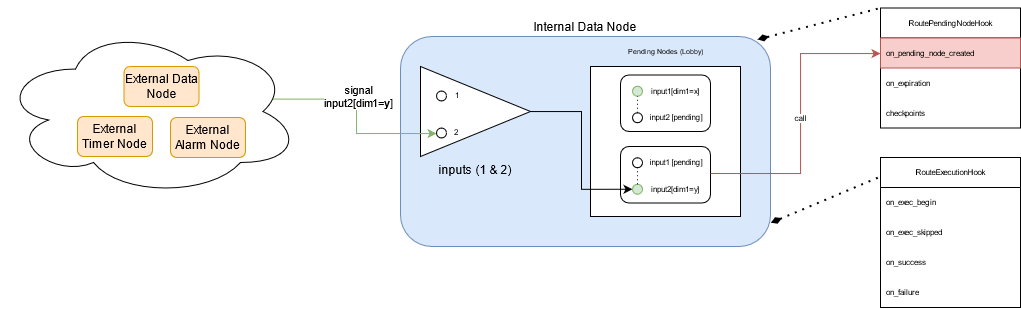 Internal Data Node
External Data
Node
External
Timer Node
External
Alarm Node
signal
input2[dim1=y]
1
2
inputs (1 & 2)
Pending Nodes (Lobby)
input1[dim1=x]
input2 [pending]
input1 [pending]
input2[dim1=y]
call
RoutePendingNodeHook
on_pending_node_created
on_expiration
checkpoints
RouteExecutionHook
on_exec_begin
on_exec_skipped
on_success
on_failure